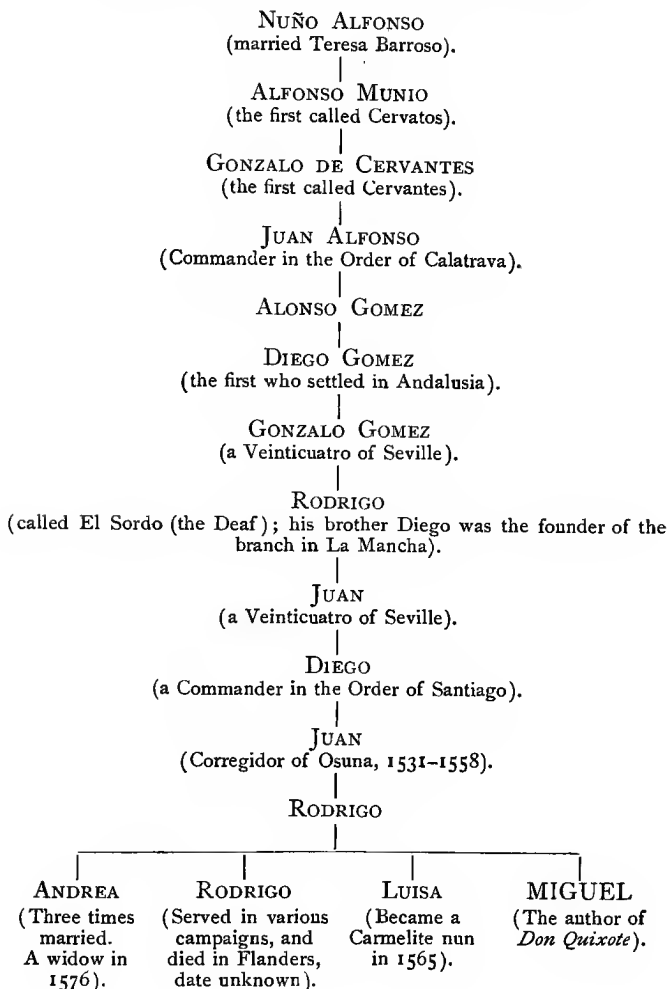 NUÑO ALFONSO
(married Teresa Barroso).
ALFONSO MUNIO
(the first called Cervatos).
GONZALO DE CERVANTES
(the first called Cervantes).
JUAN ALFONSO
(Commander in the Order of Calatrava).
ALONSO GOMEZ
DIEGO GOMEZ
(the first who settled in Andalusia).
GONZALO GOMEZ
(a Veinticuatro of Seville).
RODRIGO
(called El Sordo (the Deaf); his brother Diego was the founder of the
branch in La Mancha).
JUAN
(a Veinticuatro of Seville).
DIEGO
(a Commander in the Order of Santiago).
JUAN
(Corregidor of Osuna, 1531–1558).
RODRIGO
ANDREA
(Three times
married.
A widow in
1576).
RODRIGO
(Served in various
campaigns, and
died in Flanders,
date unknown).
LUISA
(Became a
Carmelite nun
in 1565).
MIGUEL
(The author of
Don Quixote).